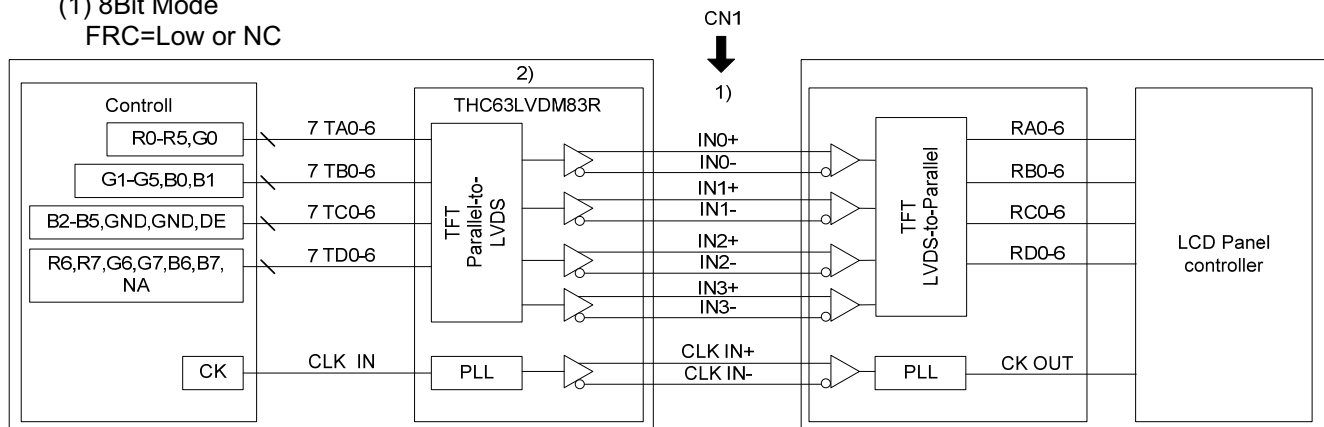 (1) 8Bit Mode
FRC=Low or NC
CN1
2)
1)
Controll
THC63LVDM83R
R0-R5,G0
7 TA0-6
IN0+
IN0-
RA0-6
G1-G5,B0,B1
7 TB0-6
IN1+
IN1-
RB0-6
B2-B5,GND,GND,DE
7 TC0-6
IN2+
IN2-
RC0-6
R6,R7,G6,G7,B6,B7,
NA
7 TD0-6
IN3+
IN3-
RD0-6
TFT
Parallel-to-
LVDS
TFT
LVDS-to-Parallel
LCD Panel
controller
CK
CLK IN
PLL
CLK IN+
CLK IN-
PLL
CK OUT